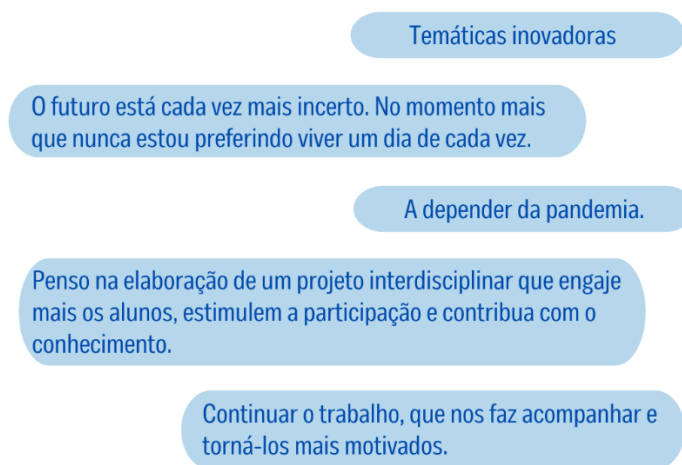 Temáticas inovadoras
O futuro está cada vez mais incerto. No momento mais
que nunca estou preferindo viver um dia de cada vez.
A depender da pandemia.
Penso na elaboração de um projeto interdisciplinar que engaje
mais os alunos, estimulem a participação e contribua com o
conhecimento.
Continuar o trabalho, que nos faz acompanhar e
torná-los mais motivados.